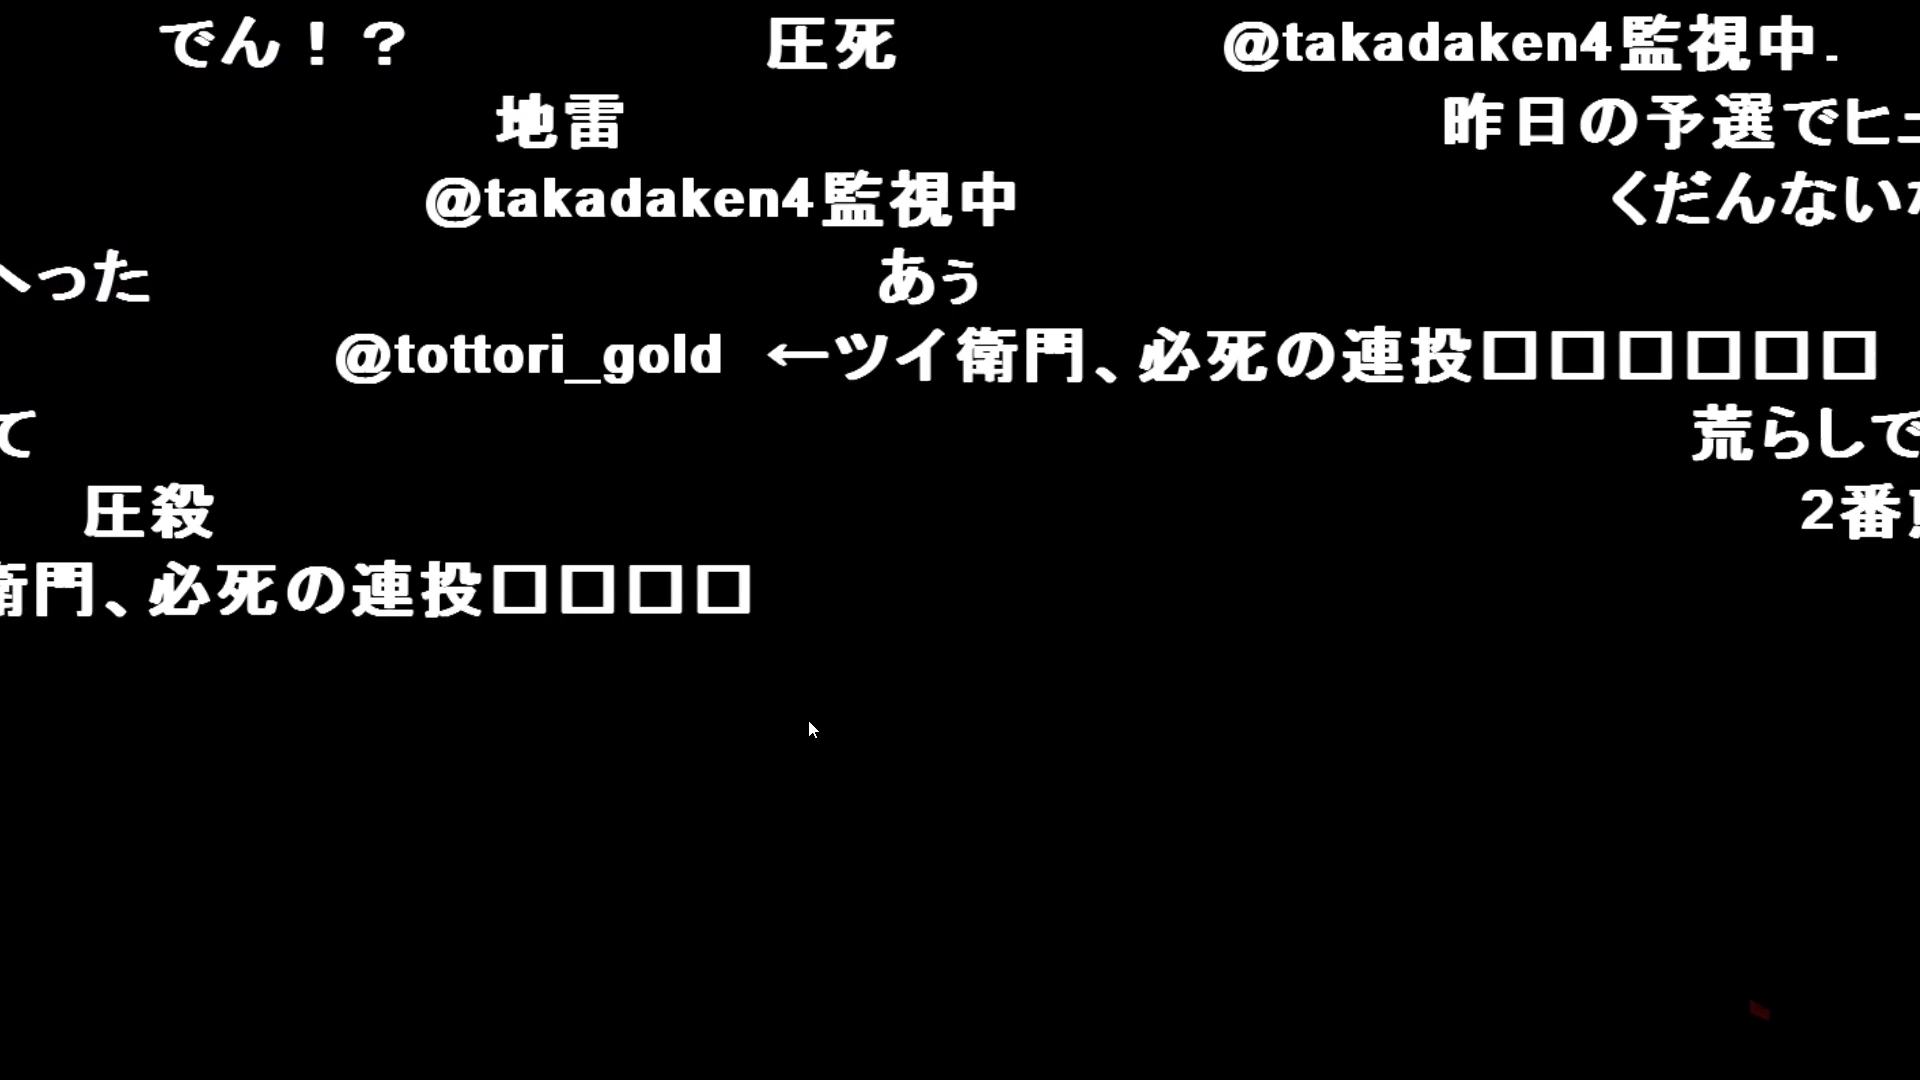 でん！？ 圧死 @takadaken4監視中.
地雷 昨日の予選でヒ
@takadaken4監視中 くだんない
へった あぅ
@tottori_gold ←ツイ衛門、必死の連投□□□□□□
て 荒らしで
圧殺 2番
衛門、必死の連投□□□□